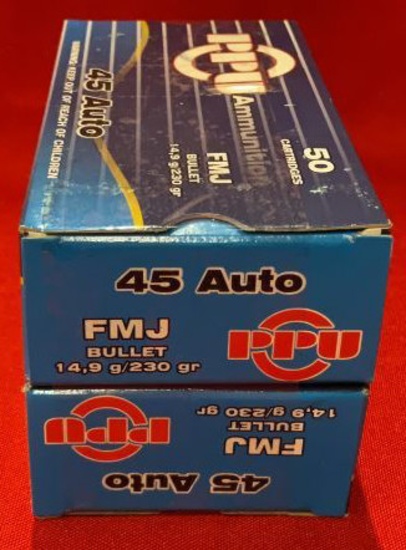 PPU
Ammunition
45 Auto
WARNING: KEEP OUT OF REACH OF CHILDREN
FMJ
BULLET
14,9 g/230 gr
50
CARTRIDGES
45 Auto
FMJ
BULLET
14,9 g/230 gr
PPU
45 Auto
FMJ
BULLET
14,9 g/230 gr
PPU